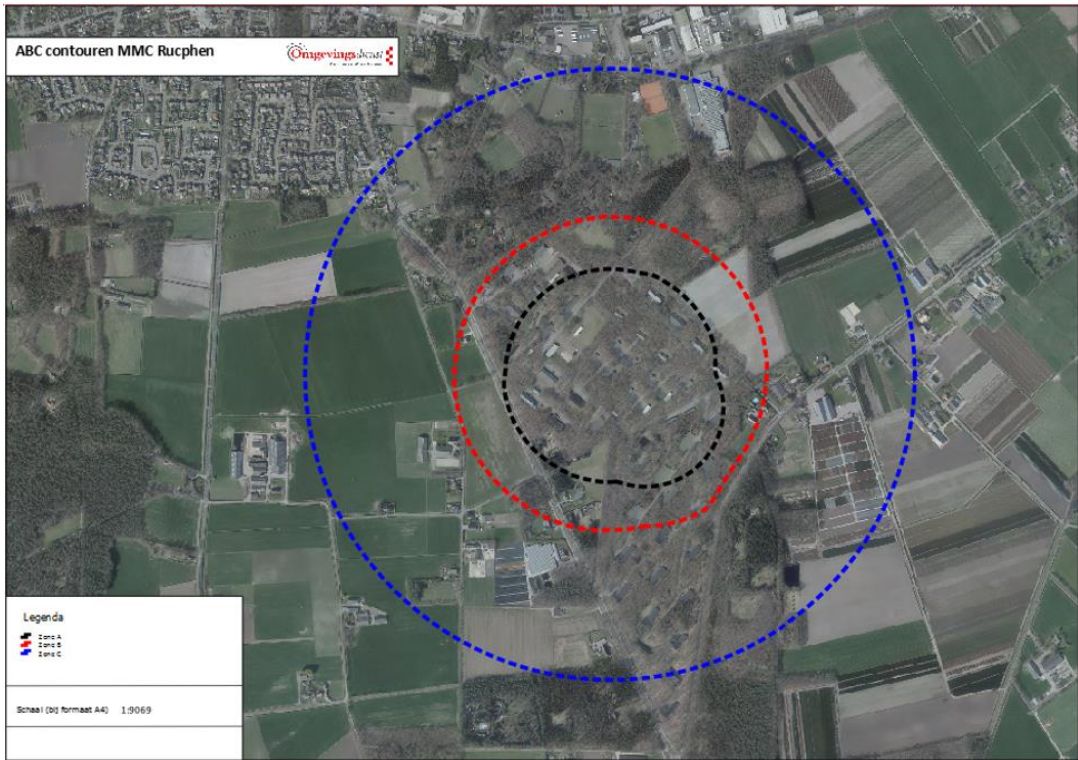 ABC contouren MMC Rucphen
Omgevingsdienst
Legenda
Zone A
Zone B
Zone C
Schaal (bij formaat A4) 1:9069